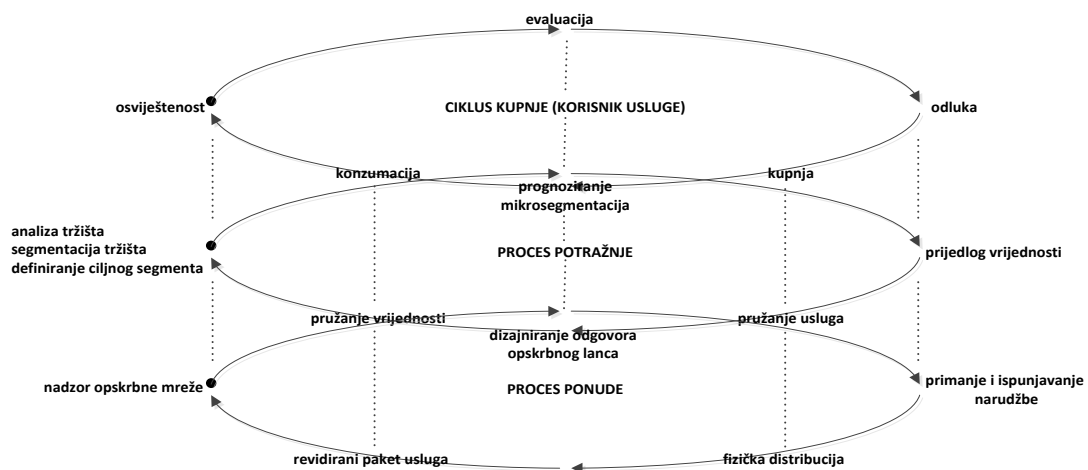 evaluacija
osviještenost
CIKLUS KUPNJE (KORISNIK USLUGE)
odluka
konzumacija
kupnja
prognoziranje
mikrosegmentacija
analiza tržišta
segmentacija tržišta
definiranje ciljnog segmenta
PROCES POTRAŽNJE
prijedlog vrijednosti
pružanje vrijednosti
pružanje usluga
dizajniranje odgovora
opskrbnog lanca
nadzor opskrbne mreže
PROCES PONUDE
primanje i ispunjavanje
narudžbe
revidirani paket usluga
fizička distribucija